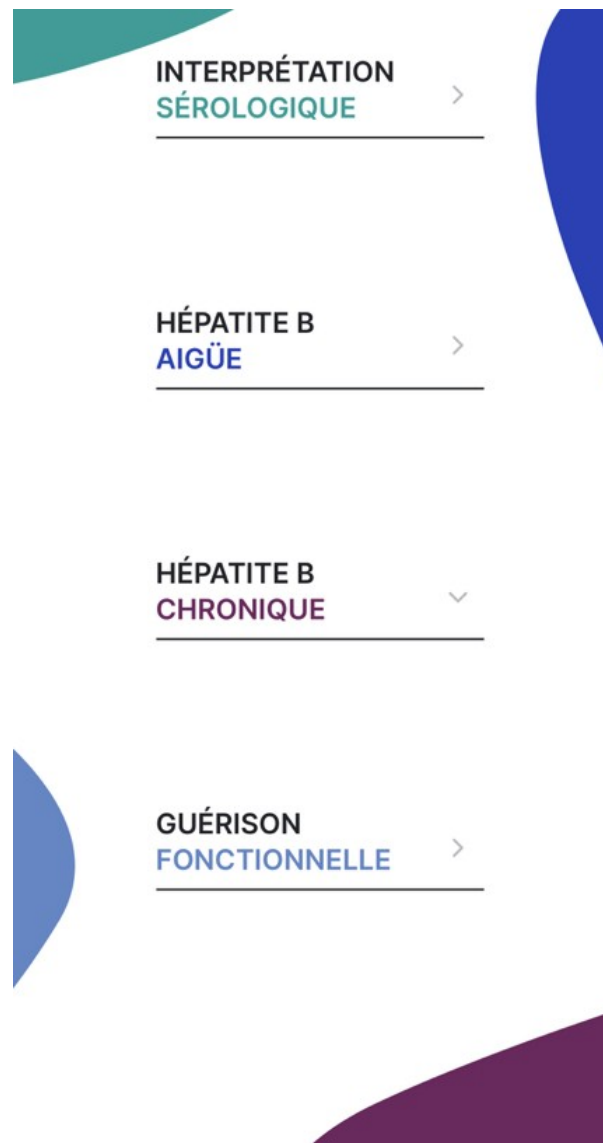 INTERPRÉTATION
SÉROLOGIQUE
HÉPATITE B
AIGÜE
HÉPATITE B
CHRONIQUE
GUÉRISON
FONCTIONNELLE